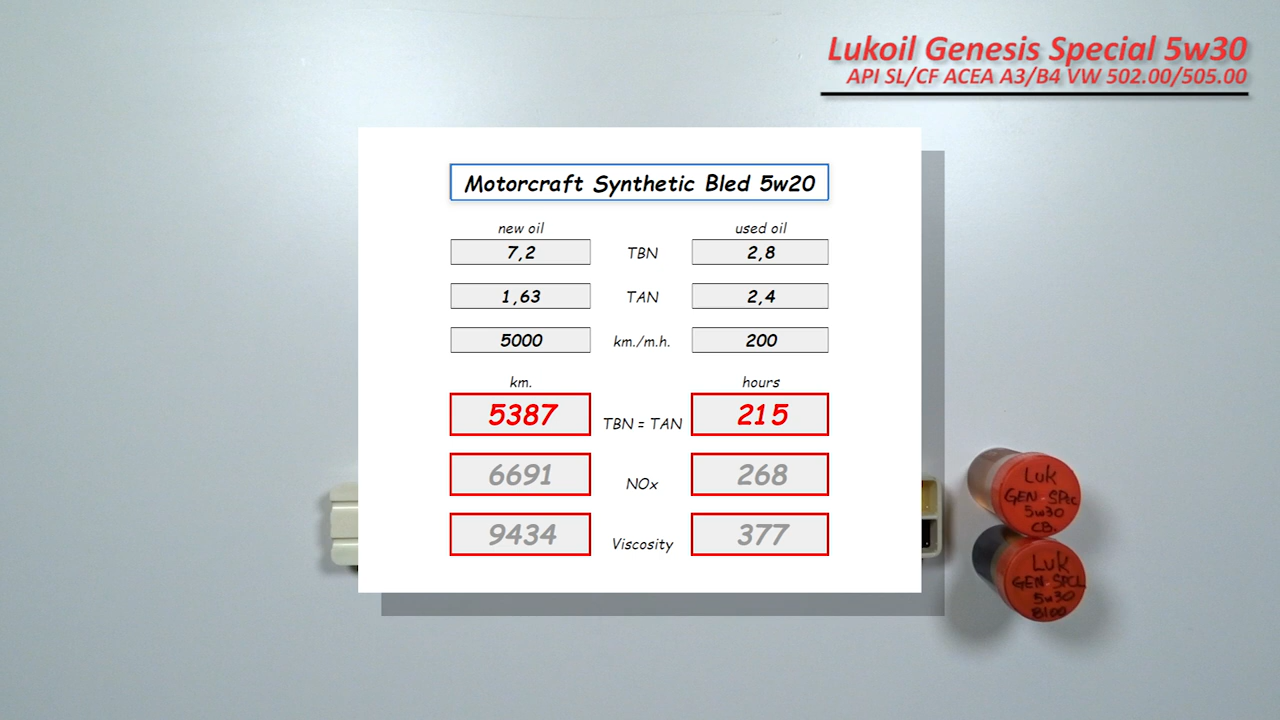 Lukoil Genesis Special 5w30
API SL/CF ACEA A3/B4 VW 502.00/505.00
Motorcraft Synthetic Bled 5w20
new oil used oil
7,2 TBN 2,8
1,63 TAN 2,4
5000 km./m.h. 200
km. hours
5387 TBN = TAN 215
6691 NOx 268
9434 Viscosity 377
Luk
GEN-SPEC
5w30
CB.
Luk
GEN-SPCL
5w30
8100